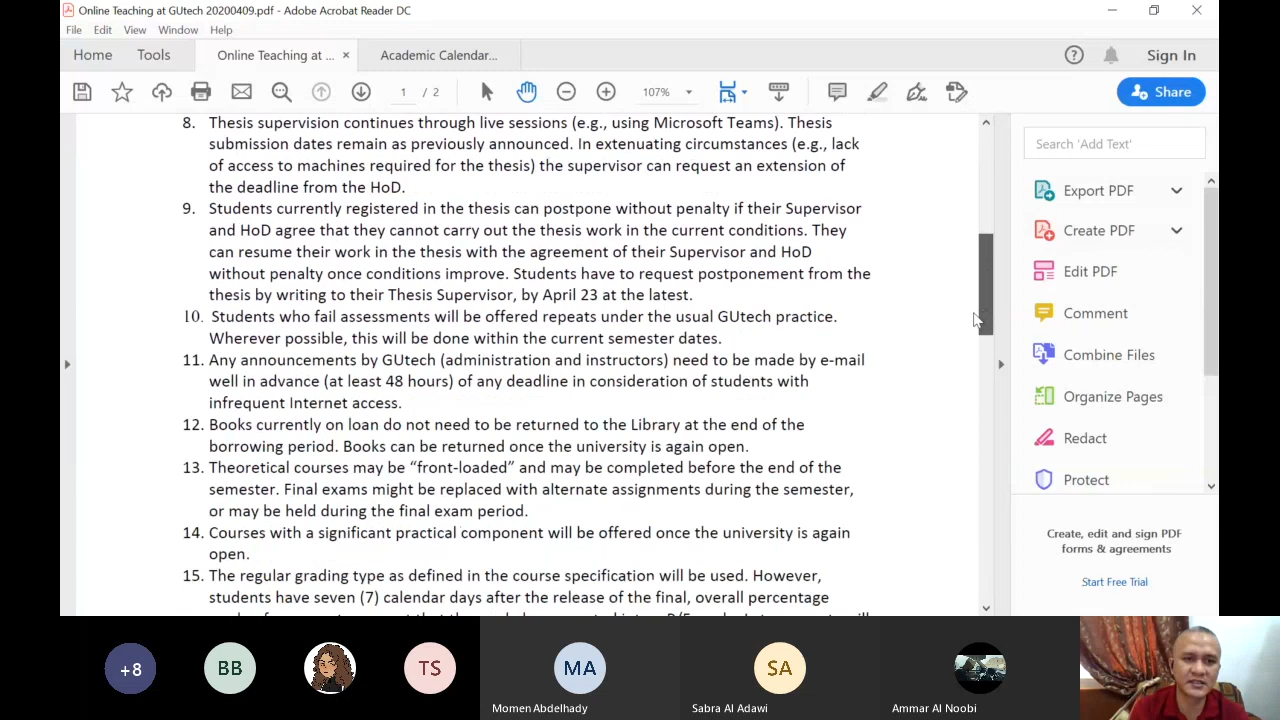 Online Teaching at GUtech 20200409.pdf - Adobe Acrobat Reader DC
File Edit View Window Help
Home Tools Online Teaching at ... × Academic Calendar... Sign In
1 / 2 107% Share
8. Thesis supervision continues through live sessions (e.g., using Microsoft Teams). Thesis
submission dates remain as previously announced. In extenuating circumstances (e.g., lack
of access to machines required for the thesis) the supervisor can request an extension of
the deadline from the HoD.
9. Students currently registered in the thesis can postpone without penalty if their Supervisor
and HoD agree that they cannot carry out the thesis work in the current conditions. They
can resume their work in the thesis with the agreement of their Supervisor and HoD
without penalty once conditions improve. Students have to request postponement from the
thesis by writing to their Thesis Supervisor, by April 23 at the latest.
10. Students who fail assessments will be offered repeats under the usual GUtech practice.
Wherever possible, this will be done within the current semester dates.
11. Any announcements by GUtech (administration and instructors) need to be made by e-mail
well in advance (at least 48 hours) of any deadline in consideration of students with
infrequent Internet access.
12. Books currently on loan do not need to be returned to the Library at the end of the
borrowing period. Books can be returned once the university is again open.
13. Theoretical courses may be “front-loaded” and may be completed before the end of the
semester. Final exams might be replaced with alternate assignments during the semester,
or may be held during the final exam period.
14. Courses with a significant practical component will be offered once the university is again
open.
15. The regular grading type as defined in the course specification will be used. However,
students have seven (7) calendar days after the release of the final, overall percentage
Search 'Add Text'
Export PDF
Create PDF
Edit PDF
Comment
Combine Files
Organize Pages
Redact
Protect
Create, edit and sign PDF
forms & agreements
Start Free Trial
+8 BB TS MA SA
Momen Abdelhady Sabra Al Adawi Ammar Al Noobi